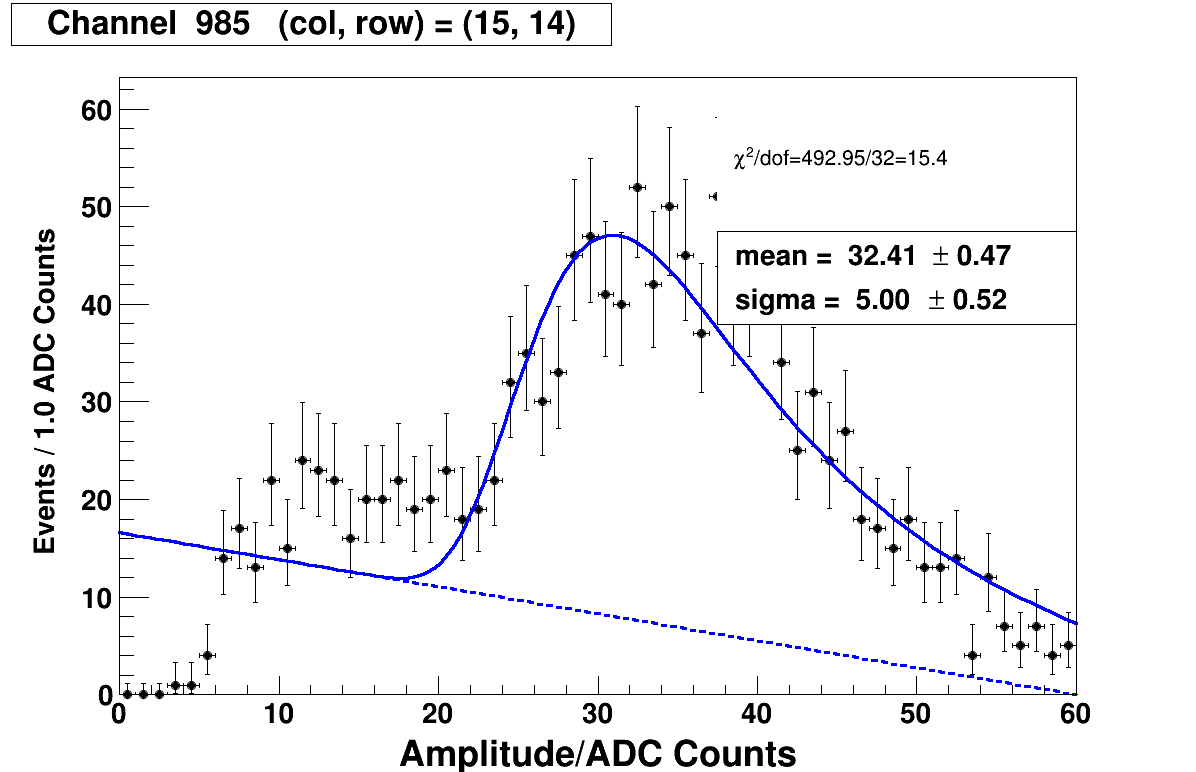 Channel 985 (col, row) = (15, 14)
60
50
40
30
20
10
0
Events / 1.0 ADC Counts
χ²/dof=492.95/32=15.4
mean = 32.41 ± 0.47
sigma = 5.00 ± 0.52
0 10 20 30 40 50 60
Amplitude/ADC Counts